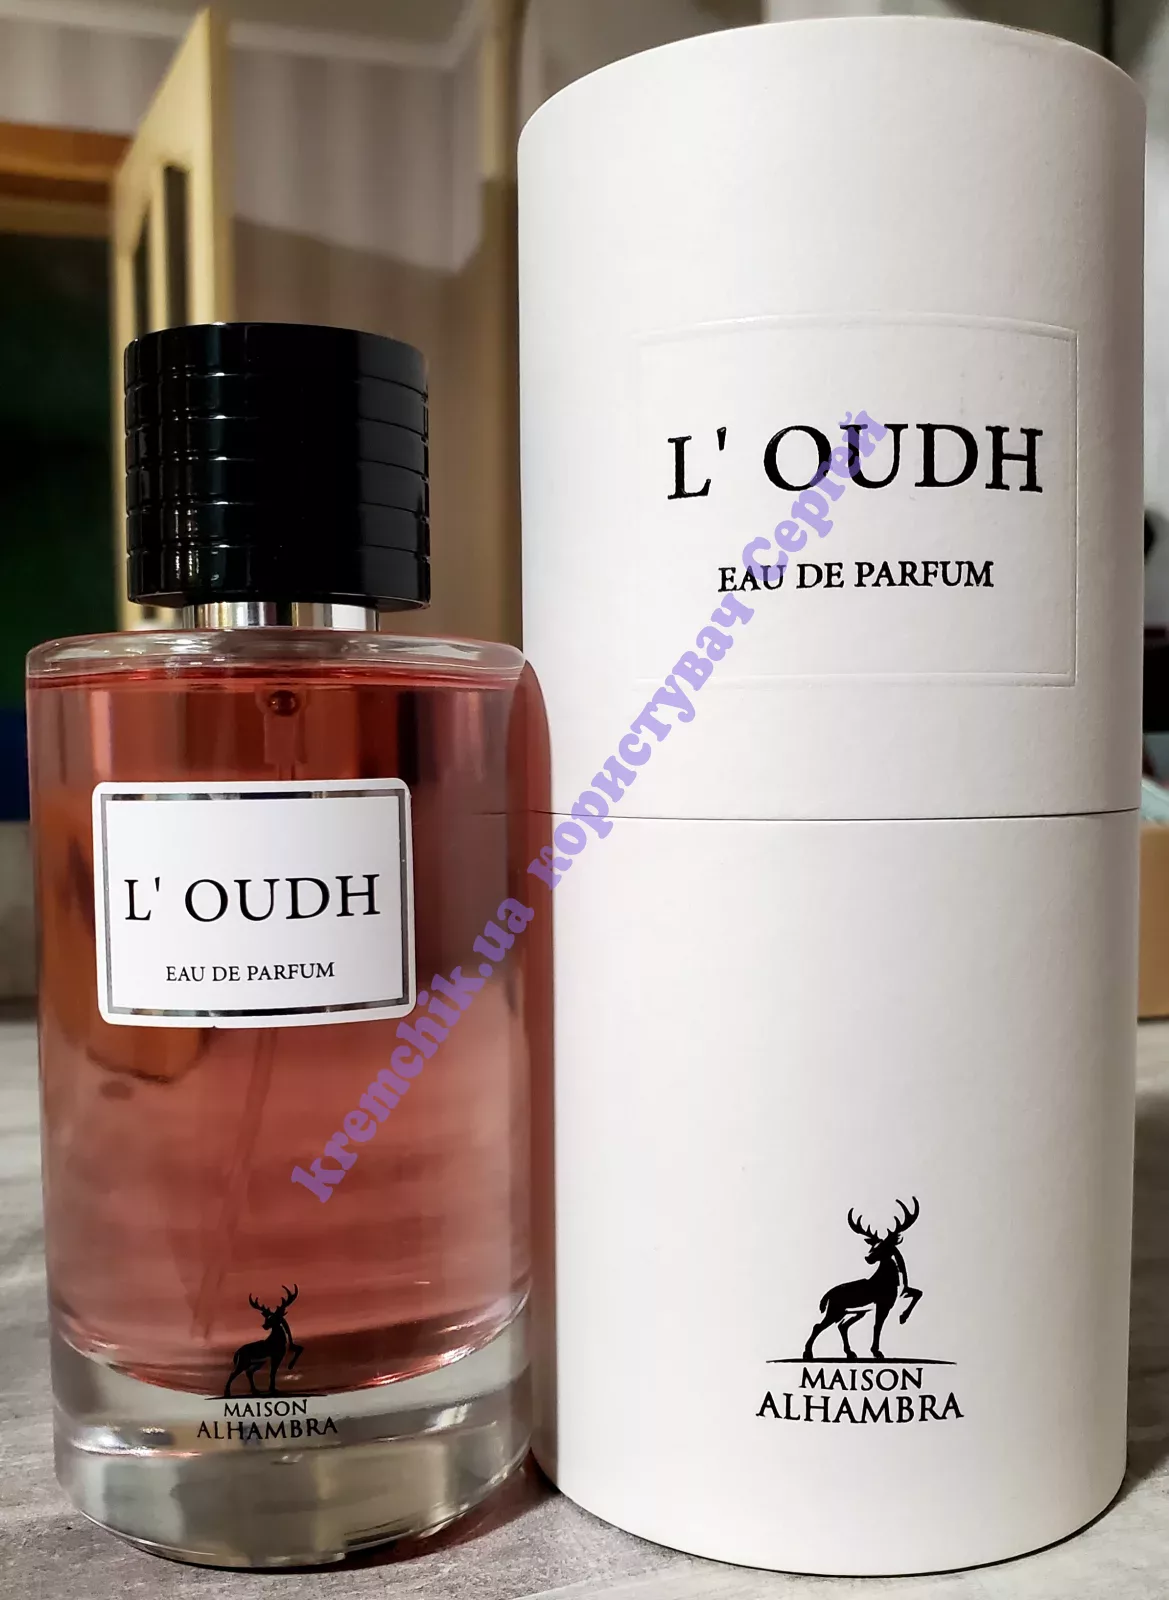 L' OUDH
EAU DE PARFUM
MAISON
ALHAMBRA
L' OUDH
EAU DE PARFUM
MAISON
ALHAMBRA
kremchik.ua користувач Сергей